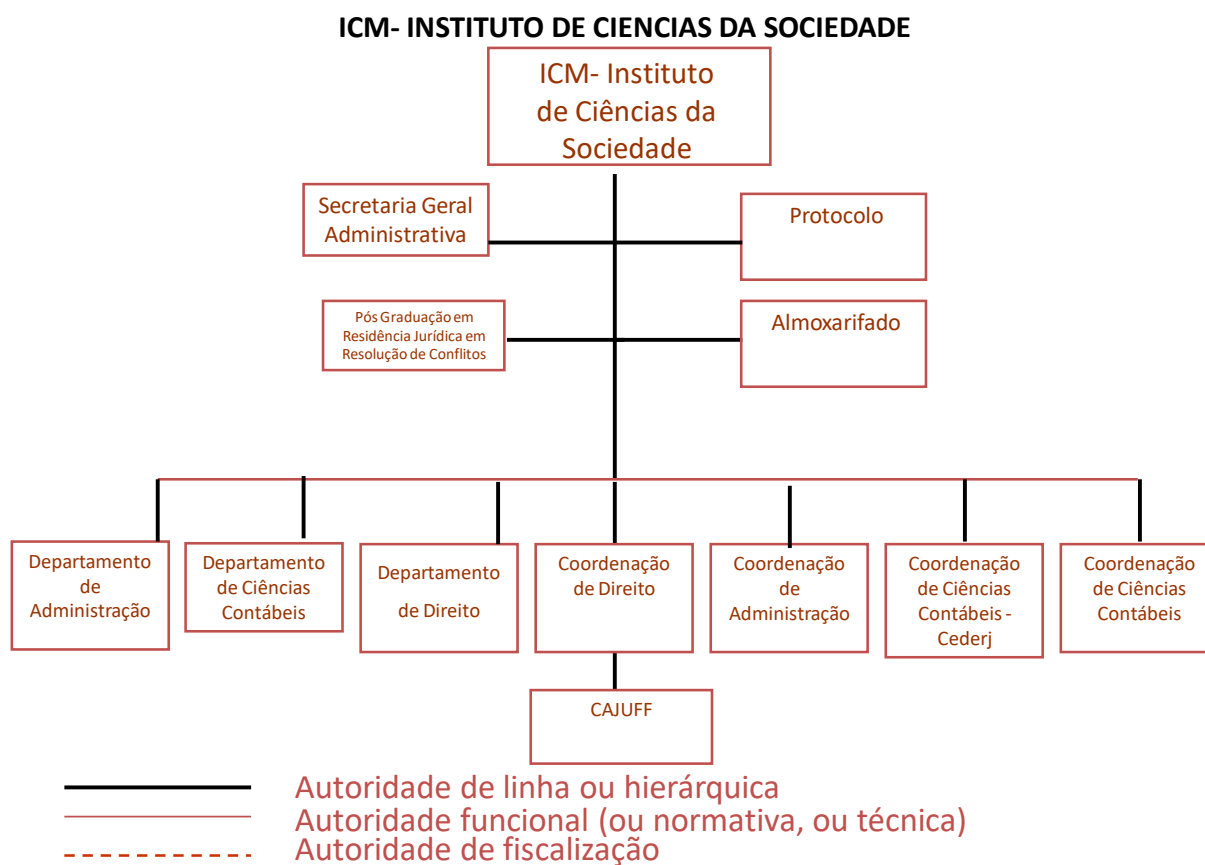 ICM- INSTITUTO DE CIENCIAS DA SOCIEDADE
ICM- Instituto
de Ciências da
Sociedade
Secretaria Geral
Administrativa
Protocolo
Pós Graduação em
Residência Jurídica em
Resolução de Conflitos
Almoxarifado
Departamento
de
Administração
Departamento
de Ciências
Contábeis
Departamento
de Direito
Coordenação
de Direito
Coordenação
de
Administração
Coordenação
de Ciências
Contábeis -
Cederj
Coordenação
de Ciências
Contábeis
CAJUFF
Autoridade de linha ou hierárquica
Autoridade funcional (ou normativa, ou técnica)
Autoridade de fiscalização